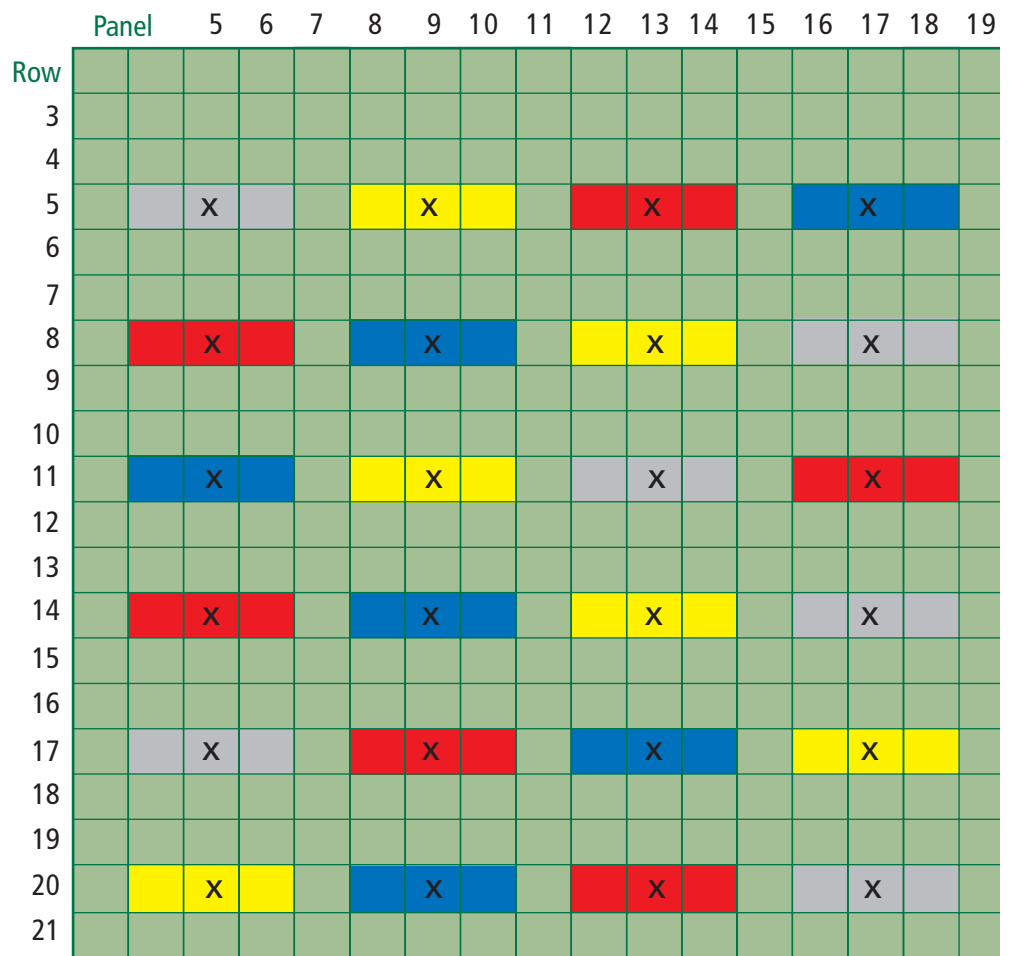 Panel 5 6 7 8 9 10 11 12 13 14 15 16 17 18 19
Row
3
4
5 X X X X
6
7
8 X X X X
9
10
11 X X X X
12
13
14 X X X X
15
16
17 X X X X
18
19
20 X X X X
21